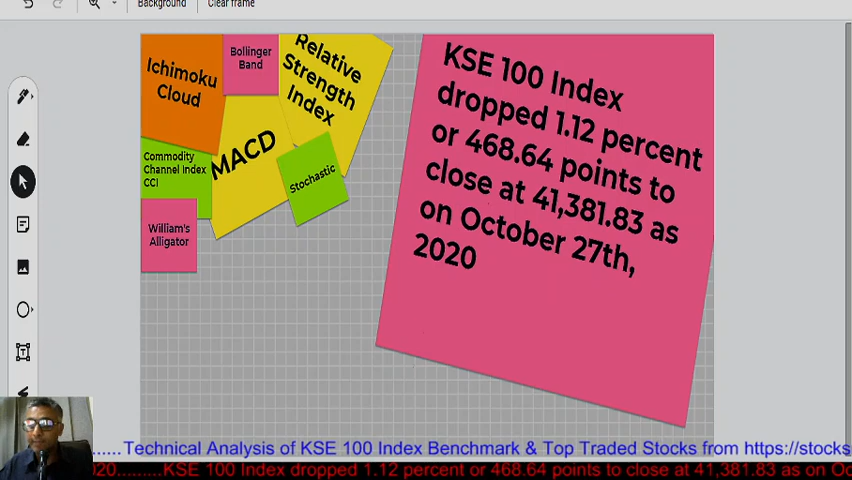 Background
Clear frame
Ichimoku
Cloud
Bollinger
Band
Relative
Strength
Index
MACD
Stochastic
Commodity
Channel Index
CCI
William's
Alligator
KSE 100 Index
dropped 1.12 percent
or 468.64 points to
close at 41,381.83 as
on October 27th,
2020
......Technical Analysis of KSE 100 Index Benchmark & Top Traded Stocks from https://stocks
020..........KSE 100 Index dropped 1.12 percent or 468.64 points to close at 41,381.83 as on Oc